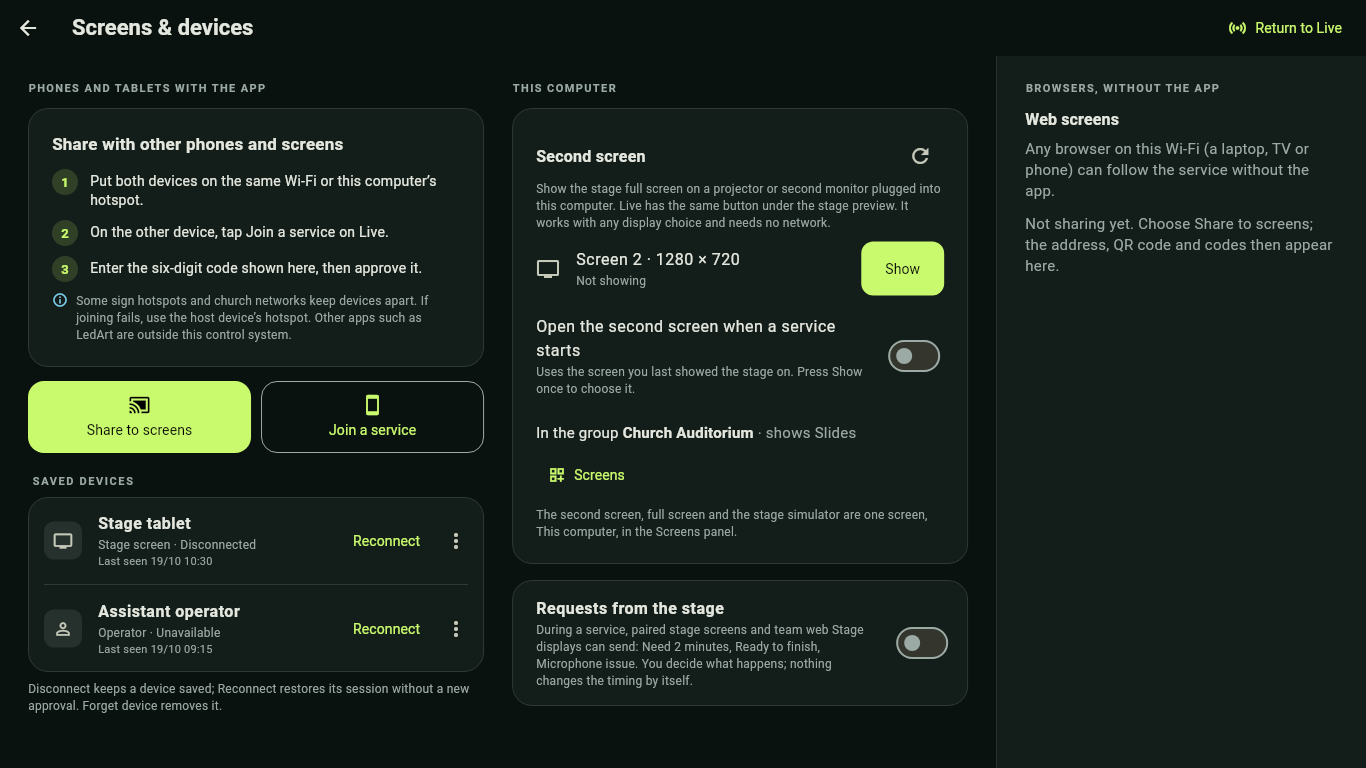 Screens & devices
Return to Live
PHONES AND TABLETS WITH THE APP
Share with other phones and screens
1
Put both devices on the same Wi-Fi or this computer's
hotspot.
2
On the other device, tap Join a service on Live.
3
Enter the six-digit code shown here, then approve it.
Some sign hotspots and church networks keep devices apart. If
joining fails, use the host device's hotspot. Other apps such as
LedArt are outside this control system.
Share to screens
Join a service
SAVED DEVICES
Stage tablet
Stage screen · Disconnected
Last seen 19/10 10:30
Reconnect
Assistant operator
Operator · Unavailable
Last seen 19/10 09:15
Reconnect
Disconnect keeps a device saved; Reconnect restores its session without a new
approval. Forget device removes it.
THIS COMPUTER
Second screen
Show the stage full screen on a projector or second monitor plugged into
this computer. Live has the same button under the stage preview. It
works with any display choice and needs no network.
Screen 2 · 1280 × 720
Not showing
Show
Open the second screen when a service
starts
Uses the screen you last showed the stage on. Press Show
once to choose it.
In the group Church Auditorium · shows Slides
Screens
The second screen, full screen and the stage simulator are one screen,
This computer, in the Screens panel.
Requests from the stage
During a service, paired stage screens and team web Stage
displays can send: Need 2 minutes, Ready to finish,
Microphone issue. You decide what happens; nothing
changes the timing by itself.
BROWSERS, WITHOUT THE APP
Web screens
Any browser on this Wi-Fi (a laptop, TV or
phone) can follow the service without the
app.
Not sharing yet. Choose Share to screens;
the address, QR code and codes then appear
here.